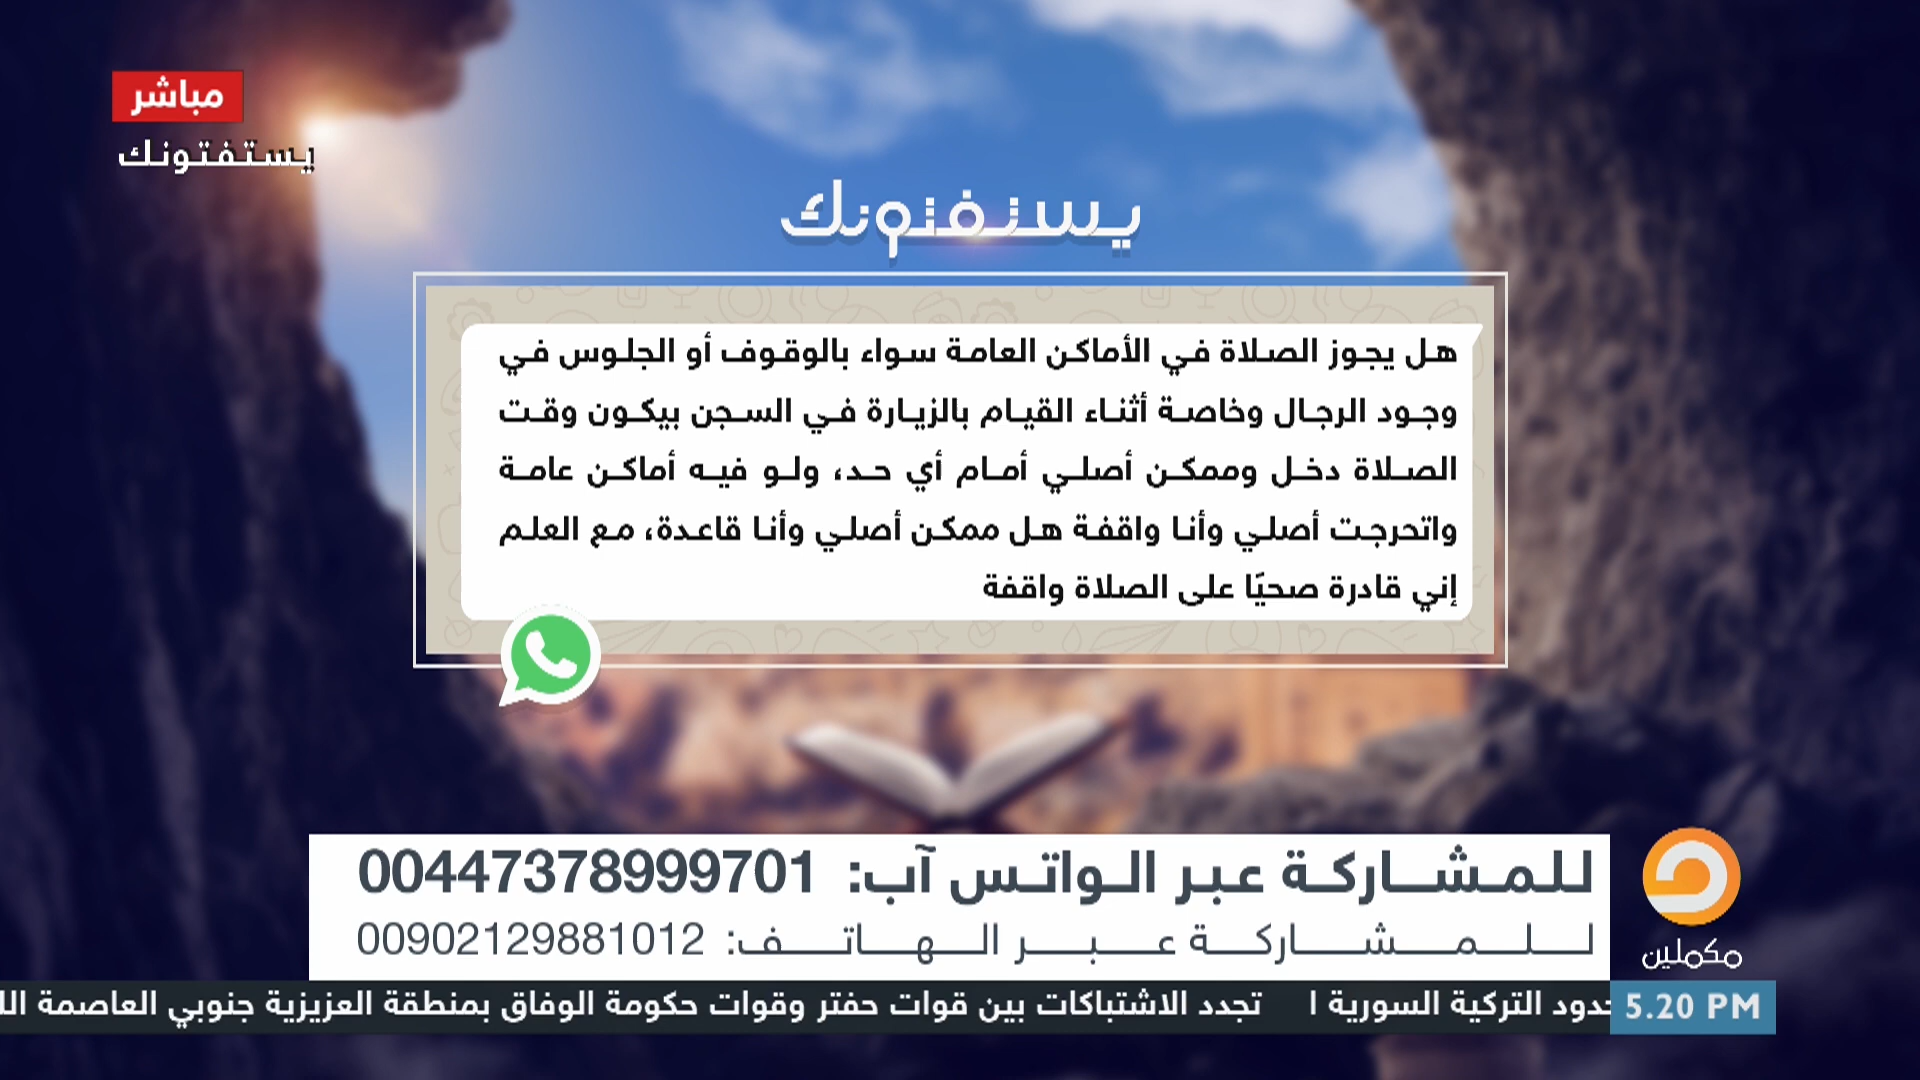 مباشر
يستفتونك
يستفتونك
هل يجوز الصلاة في الأماكن العامة سواء بالوقوف أو الجلوس في
وجود الرجال وخاصة أثناء القيام بالزيارة في السجن بيكون وقت
الصلاة دخل وممكن أصلي أمام أي حد، ولو فيه أماكن عامة
واتحرجت أصلي وأنا واقفة هل ممكن أصلي وأنا قاعدة، مع العلم
إني قادرة صحيًا على الصلاة واقفة
للمشاركة عبر الواتس آب: 00447378999701
للمشاركة عبر الهاتف: 00902129881012
مكملين
حدود التركية السورية ا تجدد الاشتباكات بين قوات حفتر وقوات حكومة الوفاق بمنطقة العزيزية جنوبي العاصمة
5.20 PM